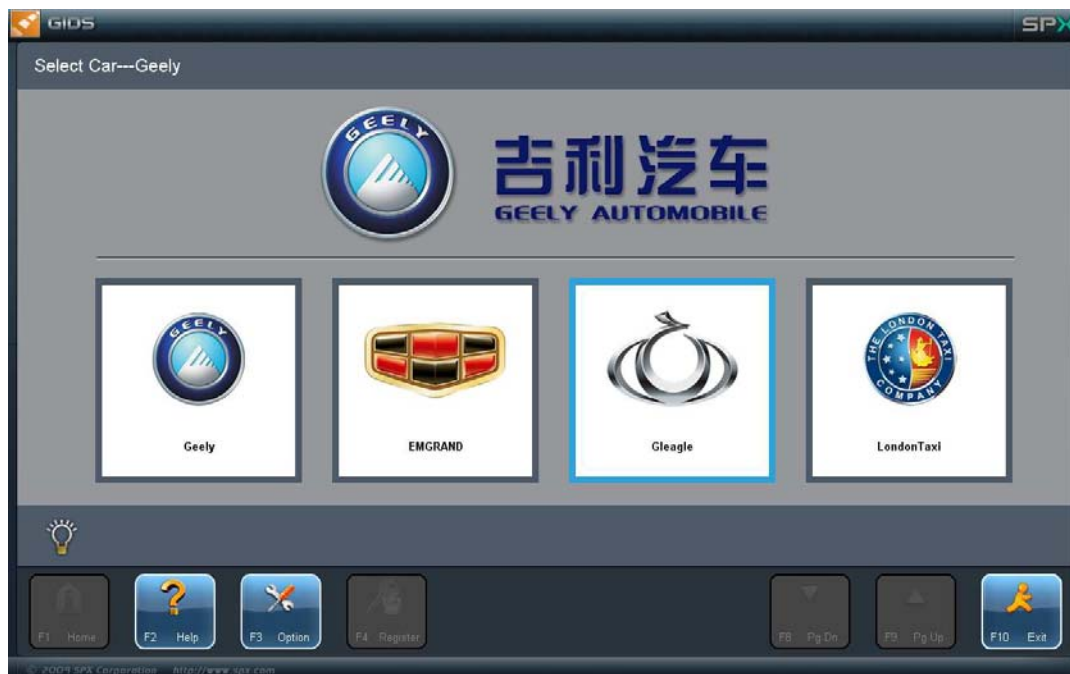 GIDS
SPX
Select Car---Geely
GEELY
吉利汽车
GEELY AUTOMOBILE
GEELY
THE LONDON TAXI COMPANY
Geely
EMGRAND
Gleagle
LondonTaxi
F1 Home
F2 Help
F3 Option
F4 Register
F8 Pg Dn
F9 Pg Up
F10 Exit
© 2009 SPX Corporation http://www.spx.com